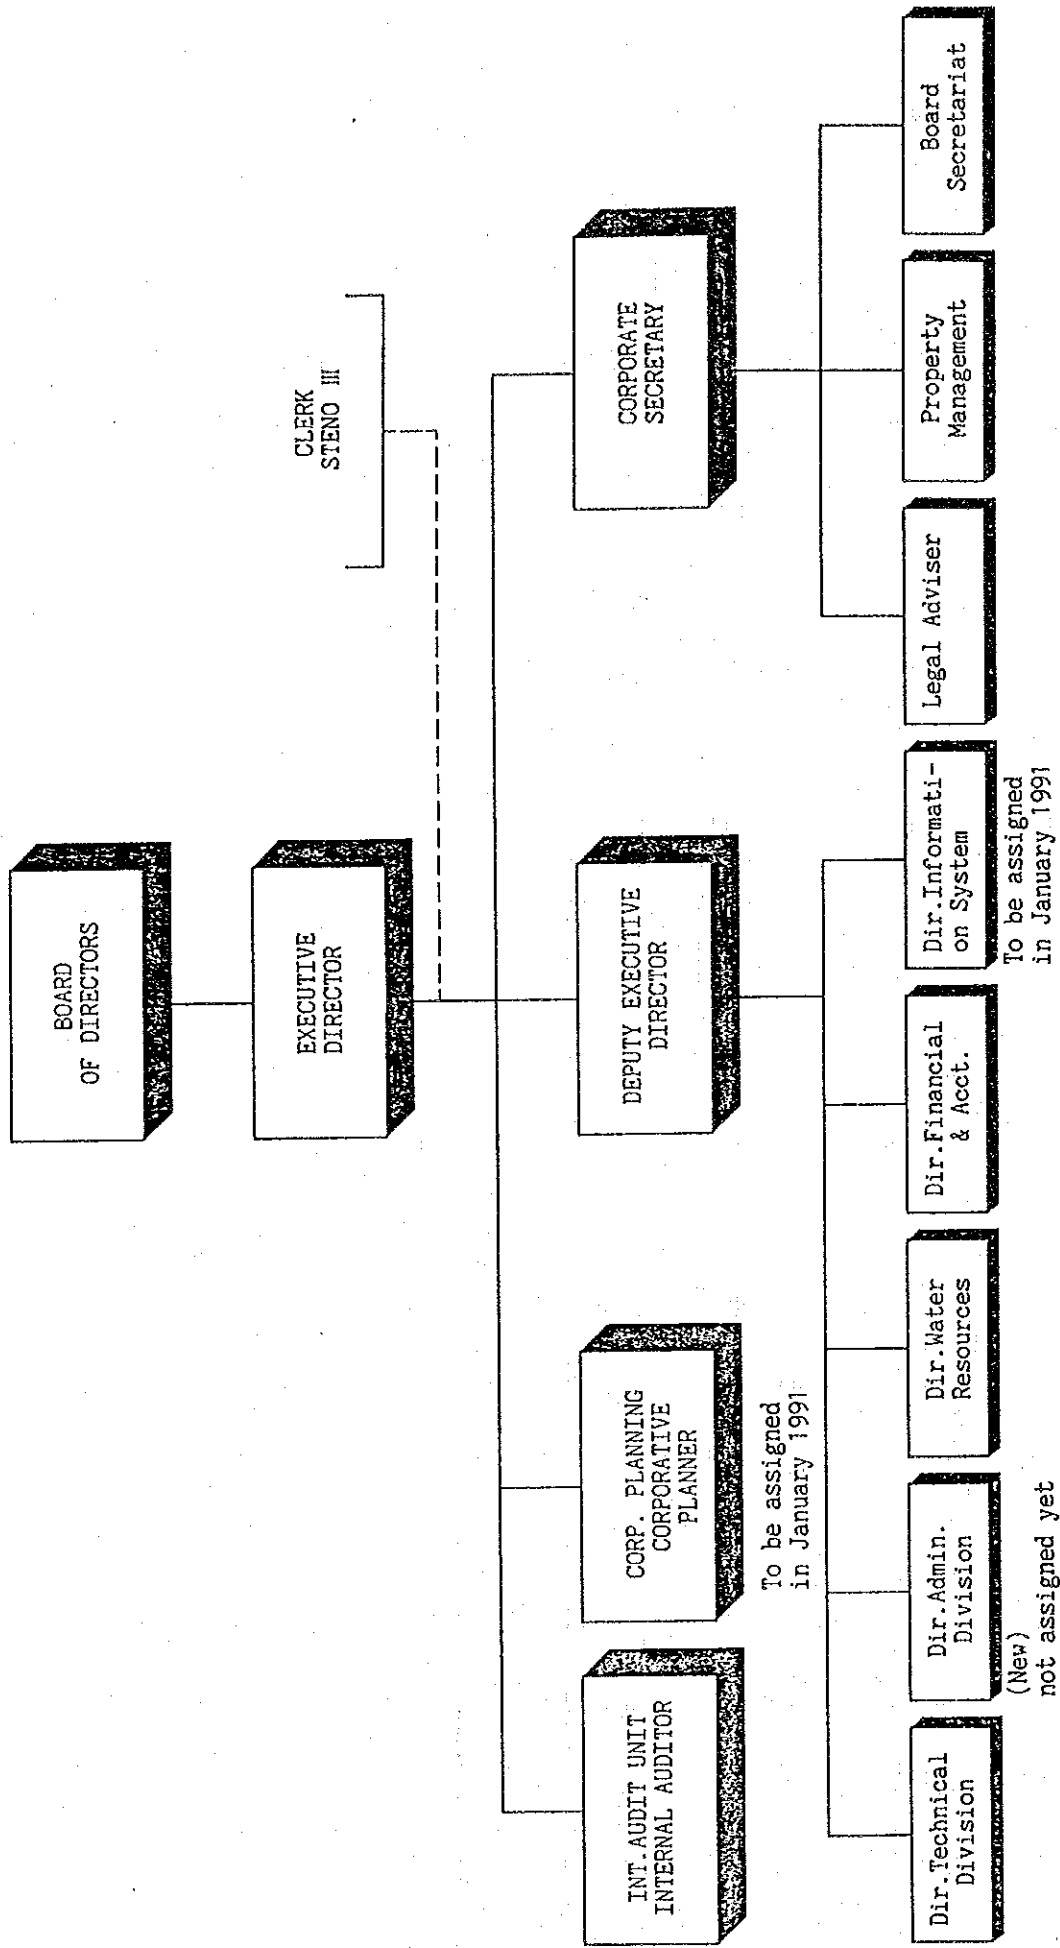 BOARD
OF DIRECTORS
EXECUTIVE
DIRECTOR
CLERK
STENO III
INT.AUDIT UNIT
INTERNAL AUDITOR
CORP. PLANNING
CORPORATIVE
PLANNER
To be assigned
in January 1991
DEPUTY EXECUTIVE
DIRECTOR
CORPORATE
SECRETARY
Dir.Technical
Division
Dir.Admin.
Division
(New)
not assigned yet
Dir.Water
Resources
Dir.Financial
& Acct.
Dir.Informati-
on System
To be assigned
in January 1991
Legal Adviser
Property
Management
Board
Secretariat